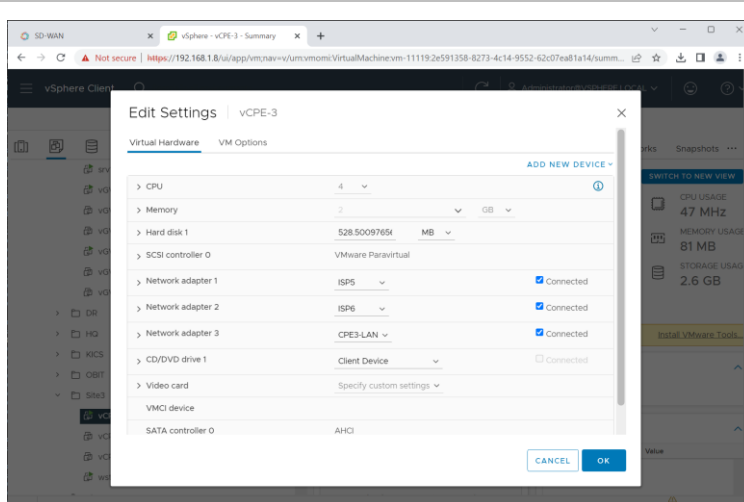 SD-WAN
vSphere - vCPE-3 - Summary
Not secure | https://192.168.1.8/ui/app/vm;nav=v/urn:vmomi:VirtualMachine:vm-11119:2e591358-8273-4c14-9552-62c07ea81a14/summ...
vSphere Client
Administrator@VSPHERE.LOCAL
Edit Settings | vCPE-3
Virtual Hardware VM Options
Snapshots
ADD NEW DEVICE
SWITCH TO NEW VIEW
CPU 4
CPU USAGE
47 MHz
Memory 2 GB
MEMORY USAGE
81 MB
Hard disk 1 528.5009765 MB
SCSI controller 0 VMware Paravirtual
STORAGE USAG
2.6 GB
Network adapter 1 ISP5 Connected
Network adapter 2 ISP6 Connected
DR
Network adapter 3 CPE3-LAN Connected
HQ
Install VMware Tools...
CD/DVD drive 1 Client Device Connected
KICS
OBIT
Video card Specify custom settings
Site3
VMCI device
SATA controller 0 AHCI
Value
CANCEL OK